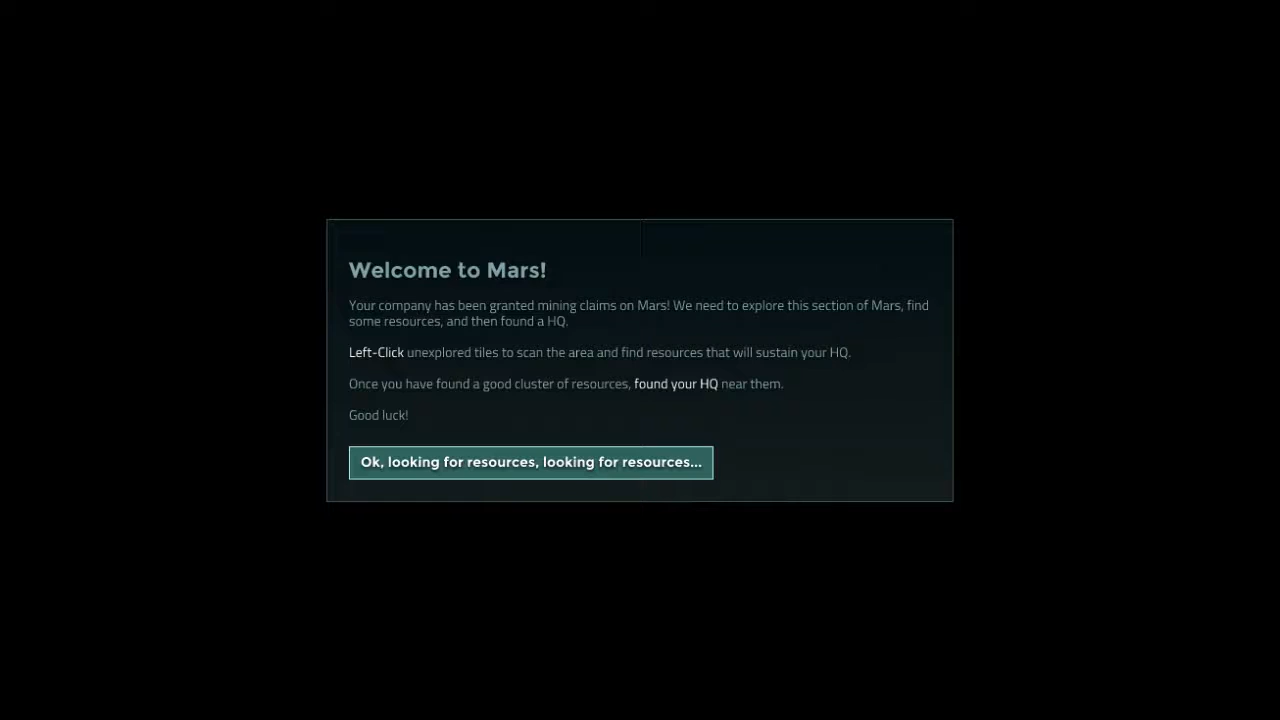 Welcome to Mars!
Your company has been granted mining claims on Mars! We need to explore this section of Mars, find
some resources, and then found a HQ.
Left-Click unexplored tiles to scan the area and find resources that will sustain your HQ.
Once you have found a good cluster of resources, found your HQ near them.
Good luck!
Ok, looking for resources, looking for resources...